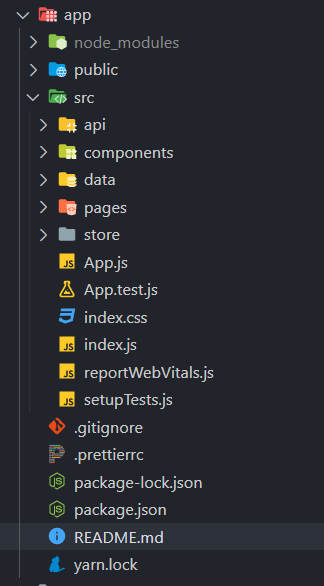 app
node_modules
public
src
api
components
data
pages
store
App.js
App.test.js
index.css
index.js
reportWebVitals.js
setupTests.js
.gitignore
.prettierrc
package-lock.json
package.json
README.md
yarn.lock